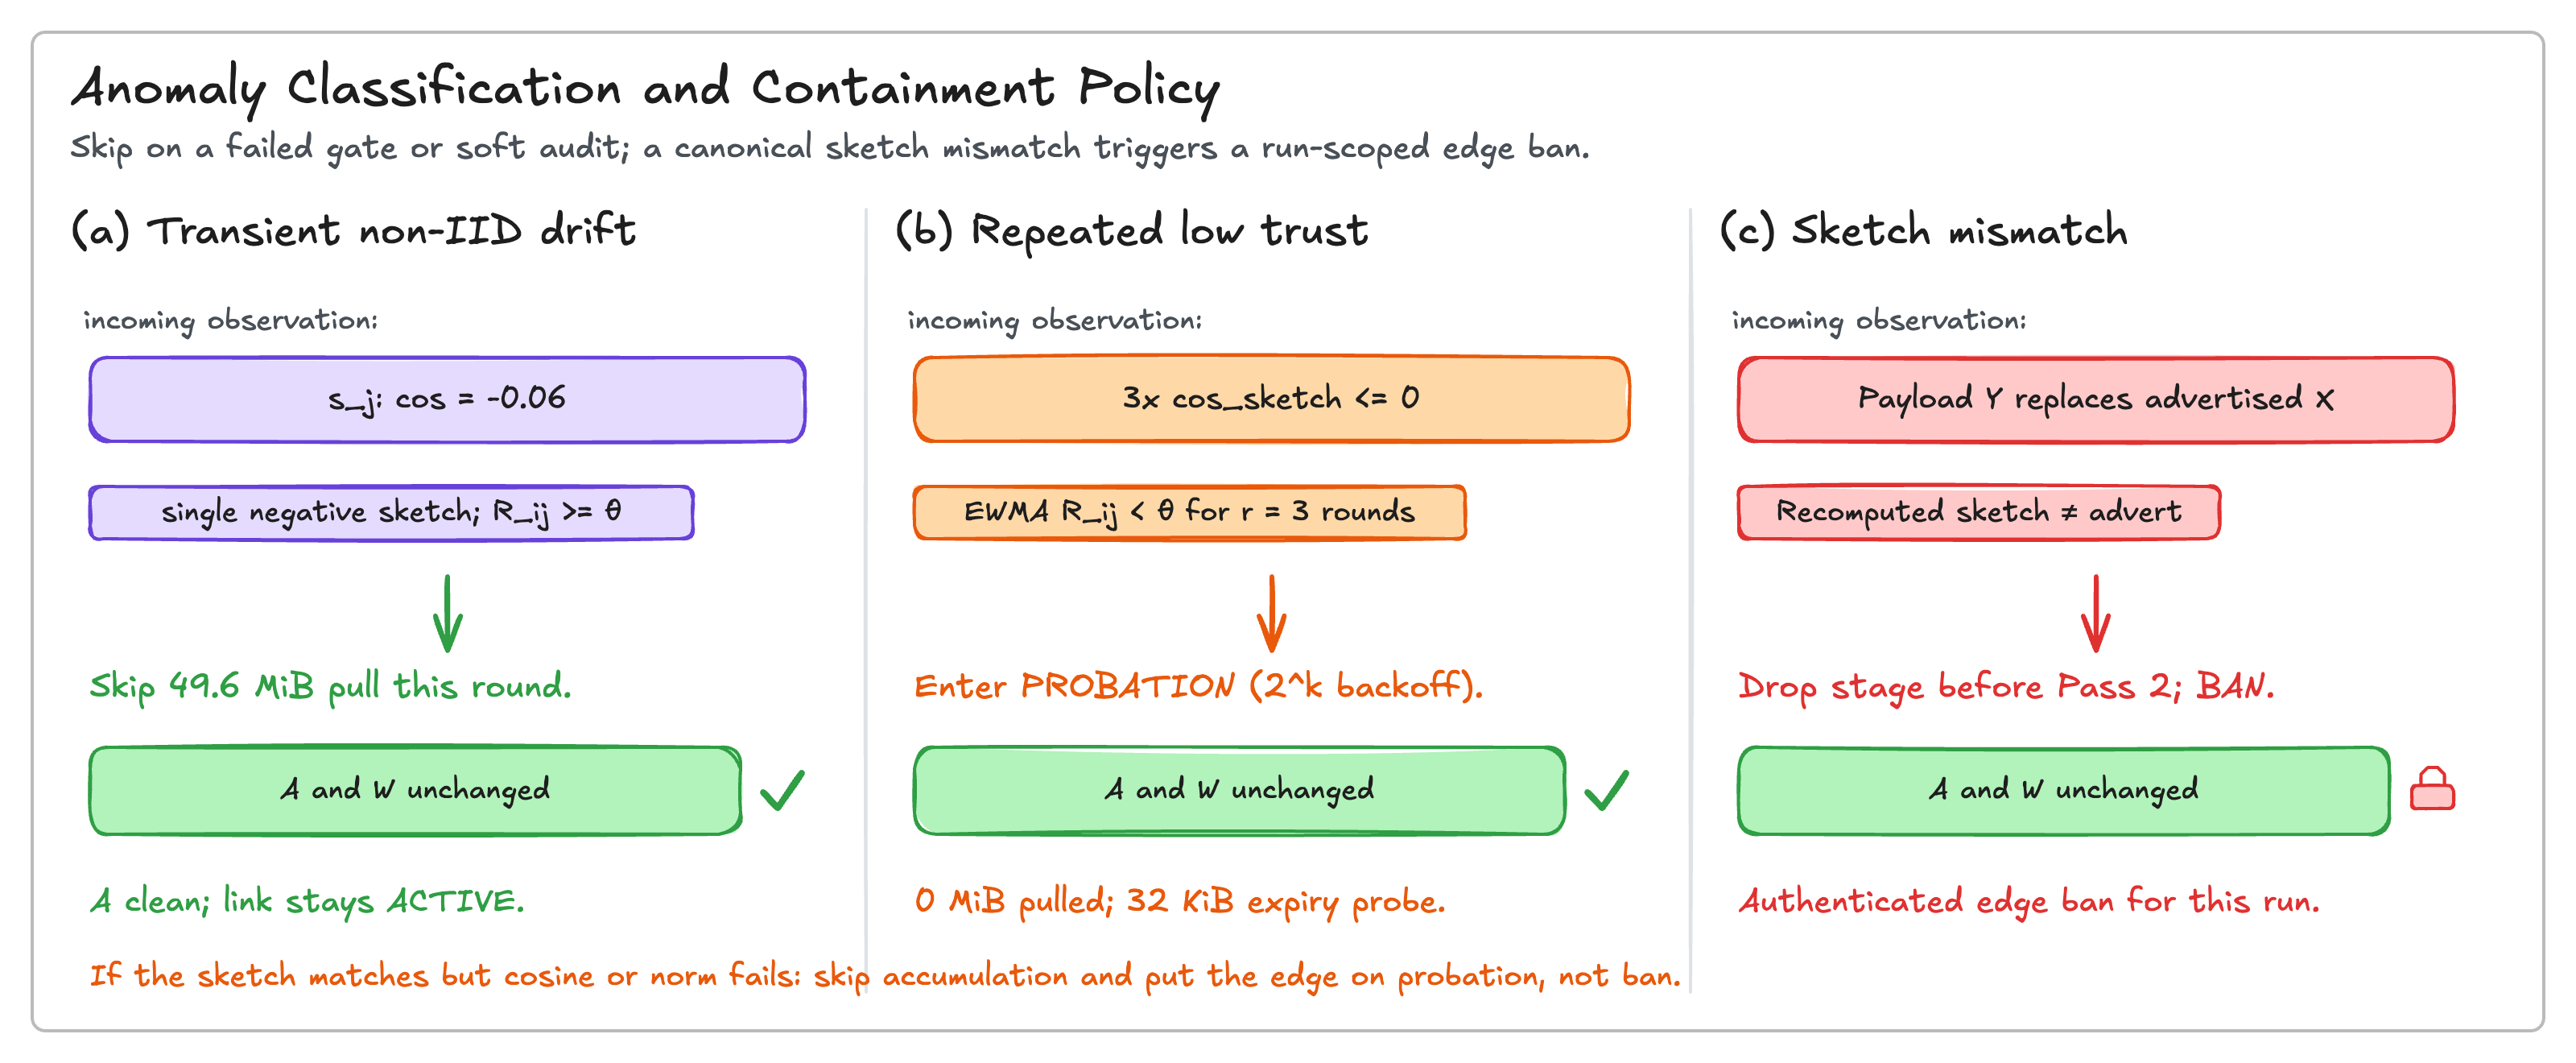 Anomaly Classification and Containment Policy
Skip on a failed gate or soft audit; a canonical sketch mismatch triggers a run-scoped edge ban.
(a) Transient non-IID drift
incoming observation:
s_j: cos = -0.06
single negative sketch; R_ij >= θ
Skip 49.6 MiB pull this round.
A and W unchanged
A clean; link stays ACTIVE.
(b) Repeated low trust
incoming observation:
3x cos_sketch <= 0
EWMA R_ij < θ for r = 3 rounds
Enter PROBATION (2^k backoff).
A and W unchanged
0 MiB pulled; 32 KiB expiry probe.
(c) Sketch mismatch
incoming observation:
Payload Y replaces advertised X
Recomputed sketch ≠ advert
Drop stage before Pass 2; BAN.
A and W unchanged
Authenticated edge ban for this run.
If the sketch matches but cosine or norm fails: skip accumulation and put the edge on probation, not ban.